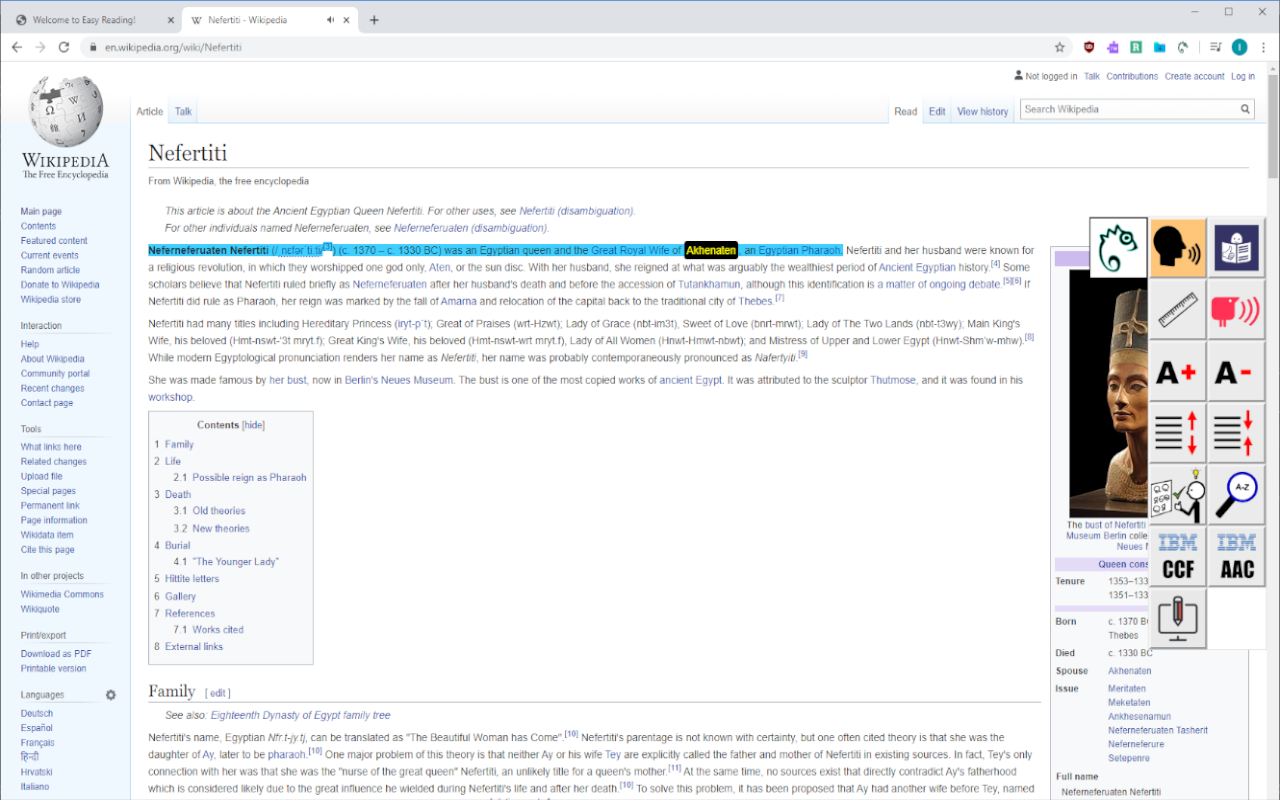 Welcome to Easy Reading!
Nefertiti - Wikipedia
en.wikipedia.org/wiki/Nefertiti
Not logged in Talk Contributions Create account Log in
Article Talk
Read Edit View history
Search Wikipedia
WIKIPEDIA
The Free Encyclopedia
Main page
Contents
Featured content
Current events
Random article
Donate to Wikipedia
Wikipedia store
Interaction
Help
About Wikipedia
Community portal
Recent changes
Contact page
Tools
What links here
Related changes
Upload file
Special pages
Permanent link
Page information
Wikidata item
Cite this page
In other projects
Wikimedia Commons
Wikiquote
Print/export
Download as PDF
Printable version
Languages
Deutsch
Español
Français
हिन्दी
Hrvatski
Italiano
Nefertiti
From Wikipedia, the free encyclopedia
This article is about the Ancient Egyptian Queen Nefertiti. For other uses, see Nefertiti (disambiguation).
For other individuals named Neferneferuaten, see Neferneferuaten (disambiguation).
Neferneferuaten Nefertiti (/ˌnɛfərˈtiːti/[3]) (c. 1370 – c. 1330 BC) was an Egyptian queen and the Great Royal Wife of Akhenaten, an Egyptian Pharaoh. Nefertiti and her husband were known for
a religious revolution, in which they worshipped one god only, Aten, or the sun disc. With her husband, she reigned at what was arguably the wealthiest period of Ancient Egyptian history.[4] Some
scholars believe that Nefertiti ruled briefly as Neferneferuaten after her husband's death and before the accession of Tutankhamun, although this identification is a matter of ongoing debate.[5][6] If
Nefertiti did rule as Pharaoh, her reign was marked by the fall of Amarna and relocation of the capital back to the traditional city of Thebes.[7]
Nefertiti had many titles including Hereditary Princess (iryt-p`t); Great of Praises (wrt-Hzwt); Lady of Grace (nbt-im3t), Sweet of Love (bnrt-mrwt); Lady of The Two Lands (nbt-t3wy); Main King's
Wife, his beloved (Hmt-nswt-'3t mryt.f); Great King's Wife, his beloved (Hmt-nswt-wrt mryt.f), Lady of All Women (Hnwt-Hmwt-nbwt); and Mistress of Upper and Lower Egypt (Hnwt-Shm'w-mhw).[8]
While modern Egyptological pronunciation renders her name as Nefertiti, her name was probably contemporaneously pronounced as Nafertyiti.[9]
She was made famous by her bust, now in Berlin's Neues Museum. The bust is one of the most copied works of ancient Egypt. It was attributed to the sculptor Thutmose, and it was found in his
workshop.
Contents [hide]
1 Family
2 Life
2.1 Possible reign as Pharaoh
3 Death
3.1 Old theories
3.2 New theories
4 Burial
4.1 "The Younger Lady"
5 Hittite letters
6 Gallery
7 References
7.1 Works cited
8 External links
Family [ edit ]
See also: Eighteenth Dynasty of Egypt family tree
Nefertiti's name, Egyptian Nfr.t-jy.tj, can be translated as "The Beautiful Woman has Come".[10] Nefertiti's parentage is not known with certainty, but one often cited theory is that she was the
daughter of Ay, later to be pharaoh.[10] One major problem of this theory is that neither Ay or his wife Tey are explicitly called the father and mother of Nefertiti in existing sources. In fact, Tey's only
connection with her was that she was the "nurse of the great queen" Nefertiti, an unlikely title for a queen's mother.[11] At the same time, no sources exist that directly contradict Ay's fatherhood
which is considered likely due to the great influence he wielded during Nefertiti's life and after her death.[10] To solve this problem, it has been proposed that Ay had another wife before Tey, named
A+ A-
A-Z
IBM CCF
IBM AAC
The bust of Nefertiti
Museum Berlin colle
Neues
Queen cons
Tenure 1353–133
1351–133
Born c. 1370 B
Thebes
Died c. 1330 BC
Spouse Akhenaten
Issue Meritaten
Meketaten
Ankhesenamun
Neferneferuaten Tasherit
Neferneferure
Setepenre
Full name
Neferneferuaten Nefertiti